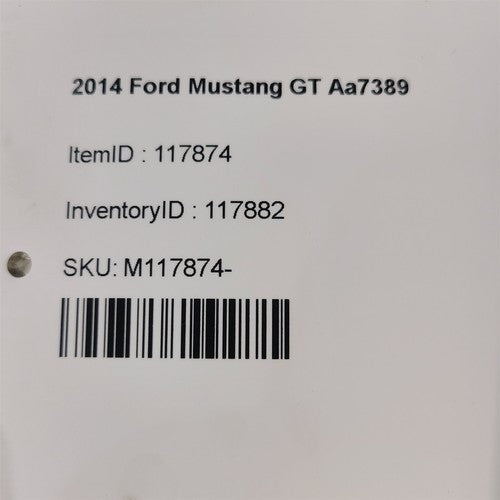 2014 Ford Mustang GT Aa7389
ItemID : 117874
InventoryID : 117882
SKU: M117874-